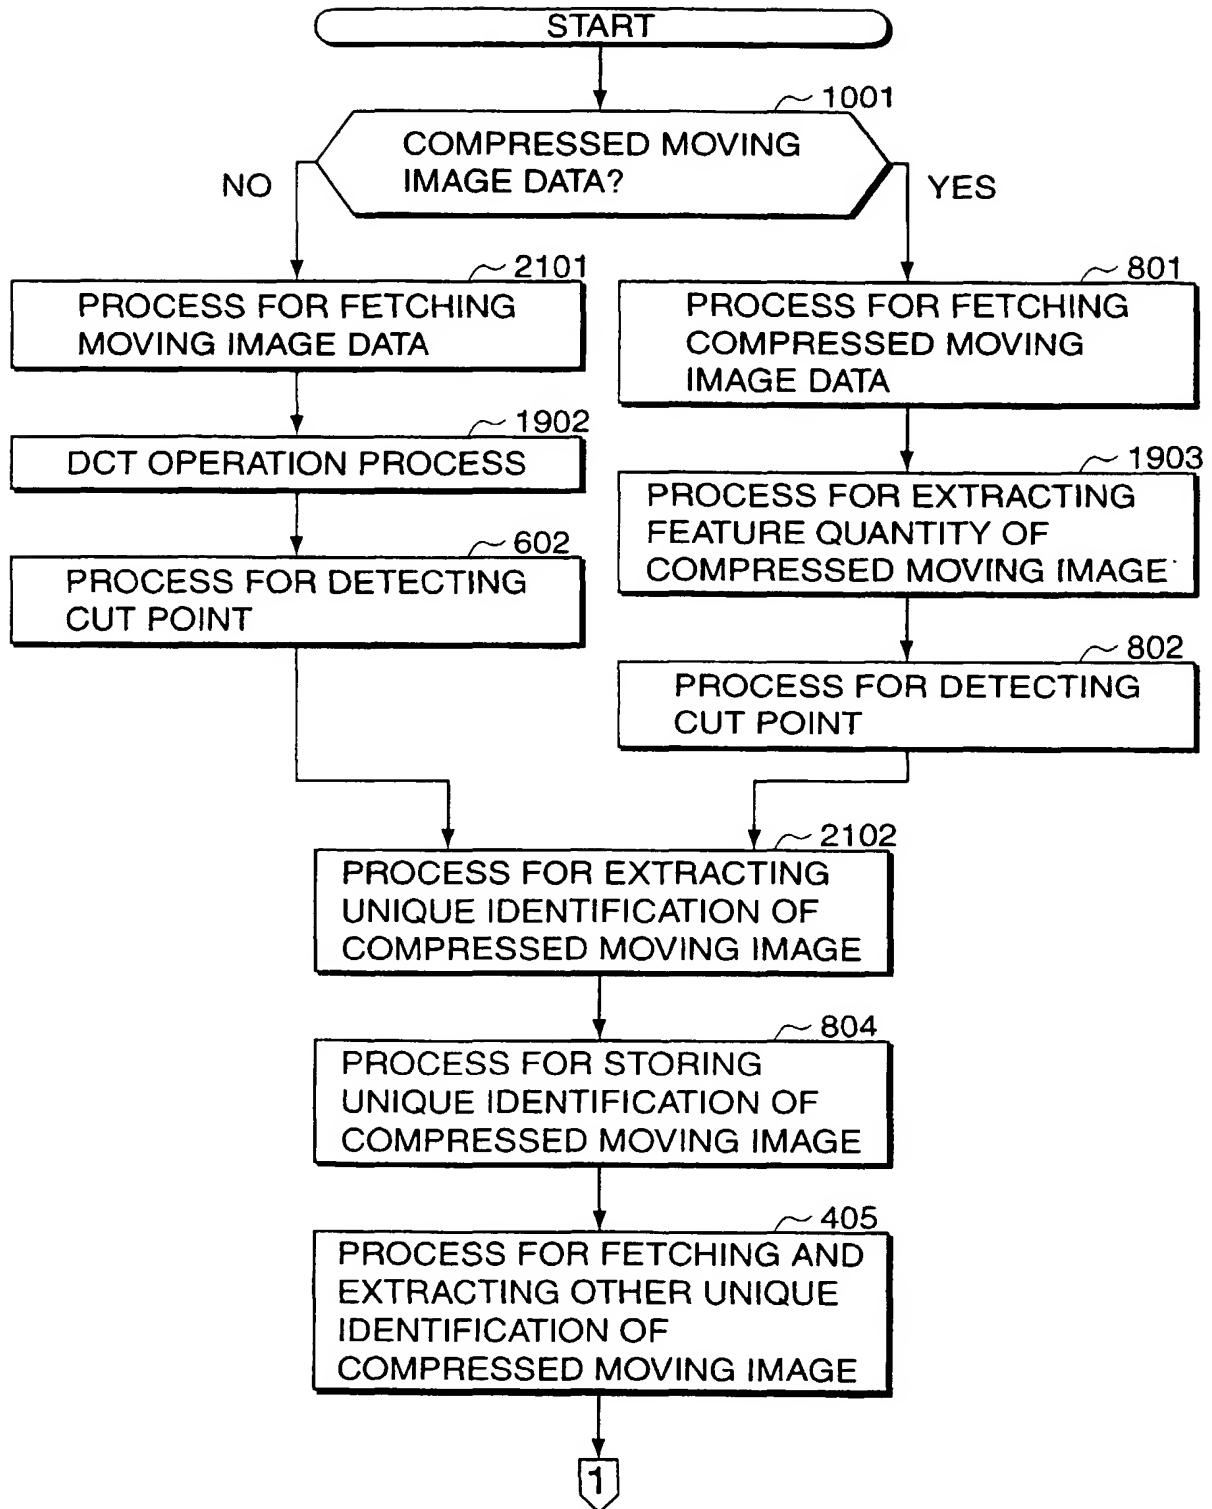 START
1001
COMPRESSED MOVING
IMAGE DATA?
NO
YES
2101
PROCESS FOR FETCHING
MOVING IMAGE DATA
1902
DCT OPERATION PROCESS
602
PROCESS FOR DETECTING
CUT POINT
801
PROCESS FOR FETCHING
COMPRESSED MOVING
IMAGE DATA
1903
PROCESS FOR EXTRACTING
FEATURE QUANTITY OF
COMPRESSED MOVING IMAGE
802
PROCESS FOR DETECTING
CUT POINT
2102
PROCESS FOR EXTRACTING
UNIQUE IDENTIFICATION OF
COMPRESSED MOVING IMAGE
804
PROCESS FOR STORING
UNIQUE IDENTIFICATION OF
COMPRESSED MOVING IMAGE
405
PROCESS FOR FETCHING AND
EXTRACTING OTHER UNIQUE
IDENTIFICATION OF
COMPRESSED MOVING IMAGE
1